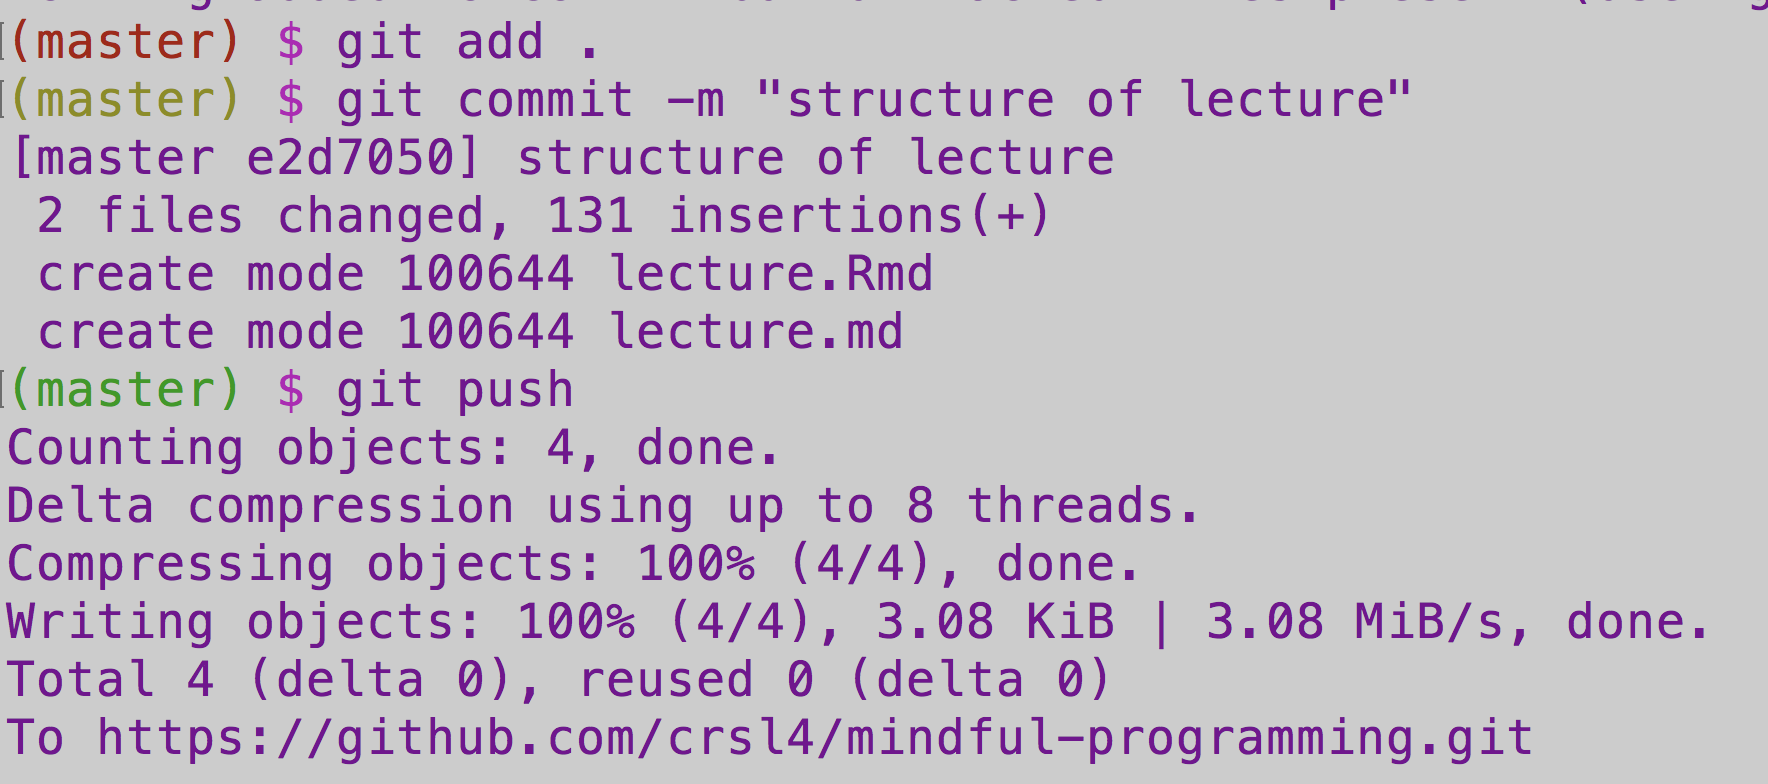 (master) $ git add .
(master) $ git commit -m "structure of lecture"
[master e2d7050] structure of lecture
2 files changed, 131 insertions(+)
create mode 100644 lecture.Rmd
create mode 100644 lecture.md
(master) $ git push
Counting objects: 4, done.
Delta compression using up to 8 threads.
Compressing objects: 100% (4/4), done.
Writing objects: 100% (4/4), 3.08 KiB | 3.08 MiB/s, done.
Total 4 (delta 0), reused 0 (delta 0)
To https://github.com/crsl4/mindful-programming.git